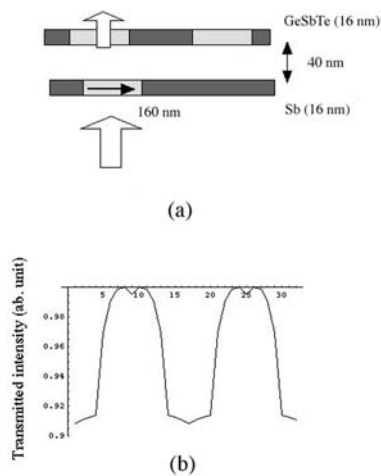 GeSbTe (16 nm)
40 nm
160 nm
Sb (16 nm)
(a)
Transmitted intensity (ab. unit)
5 10 15 20 25 30
0.98
0.96
0.94
0.92
0.9
(b)